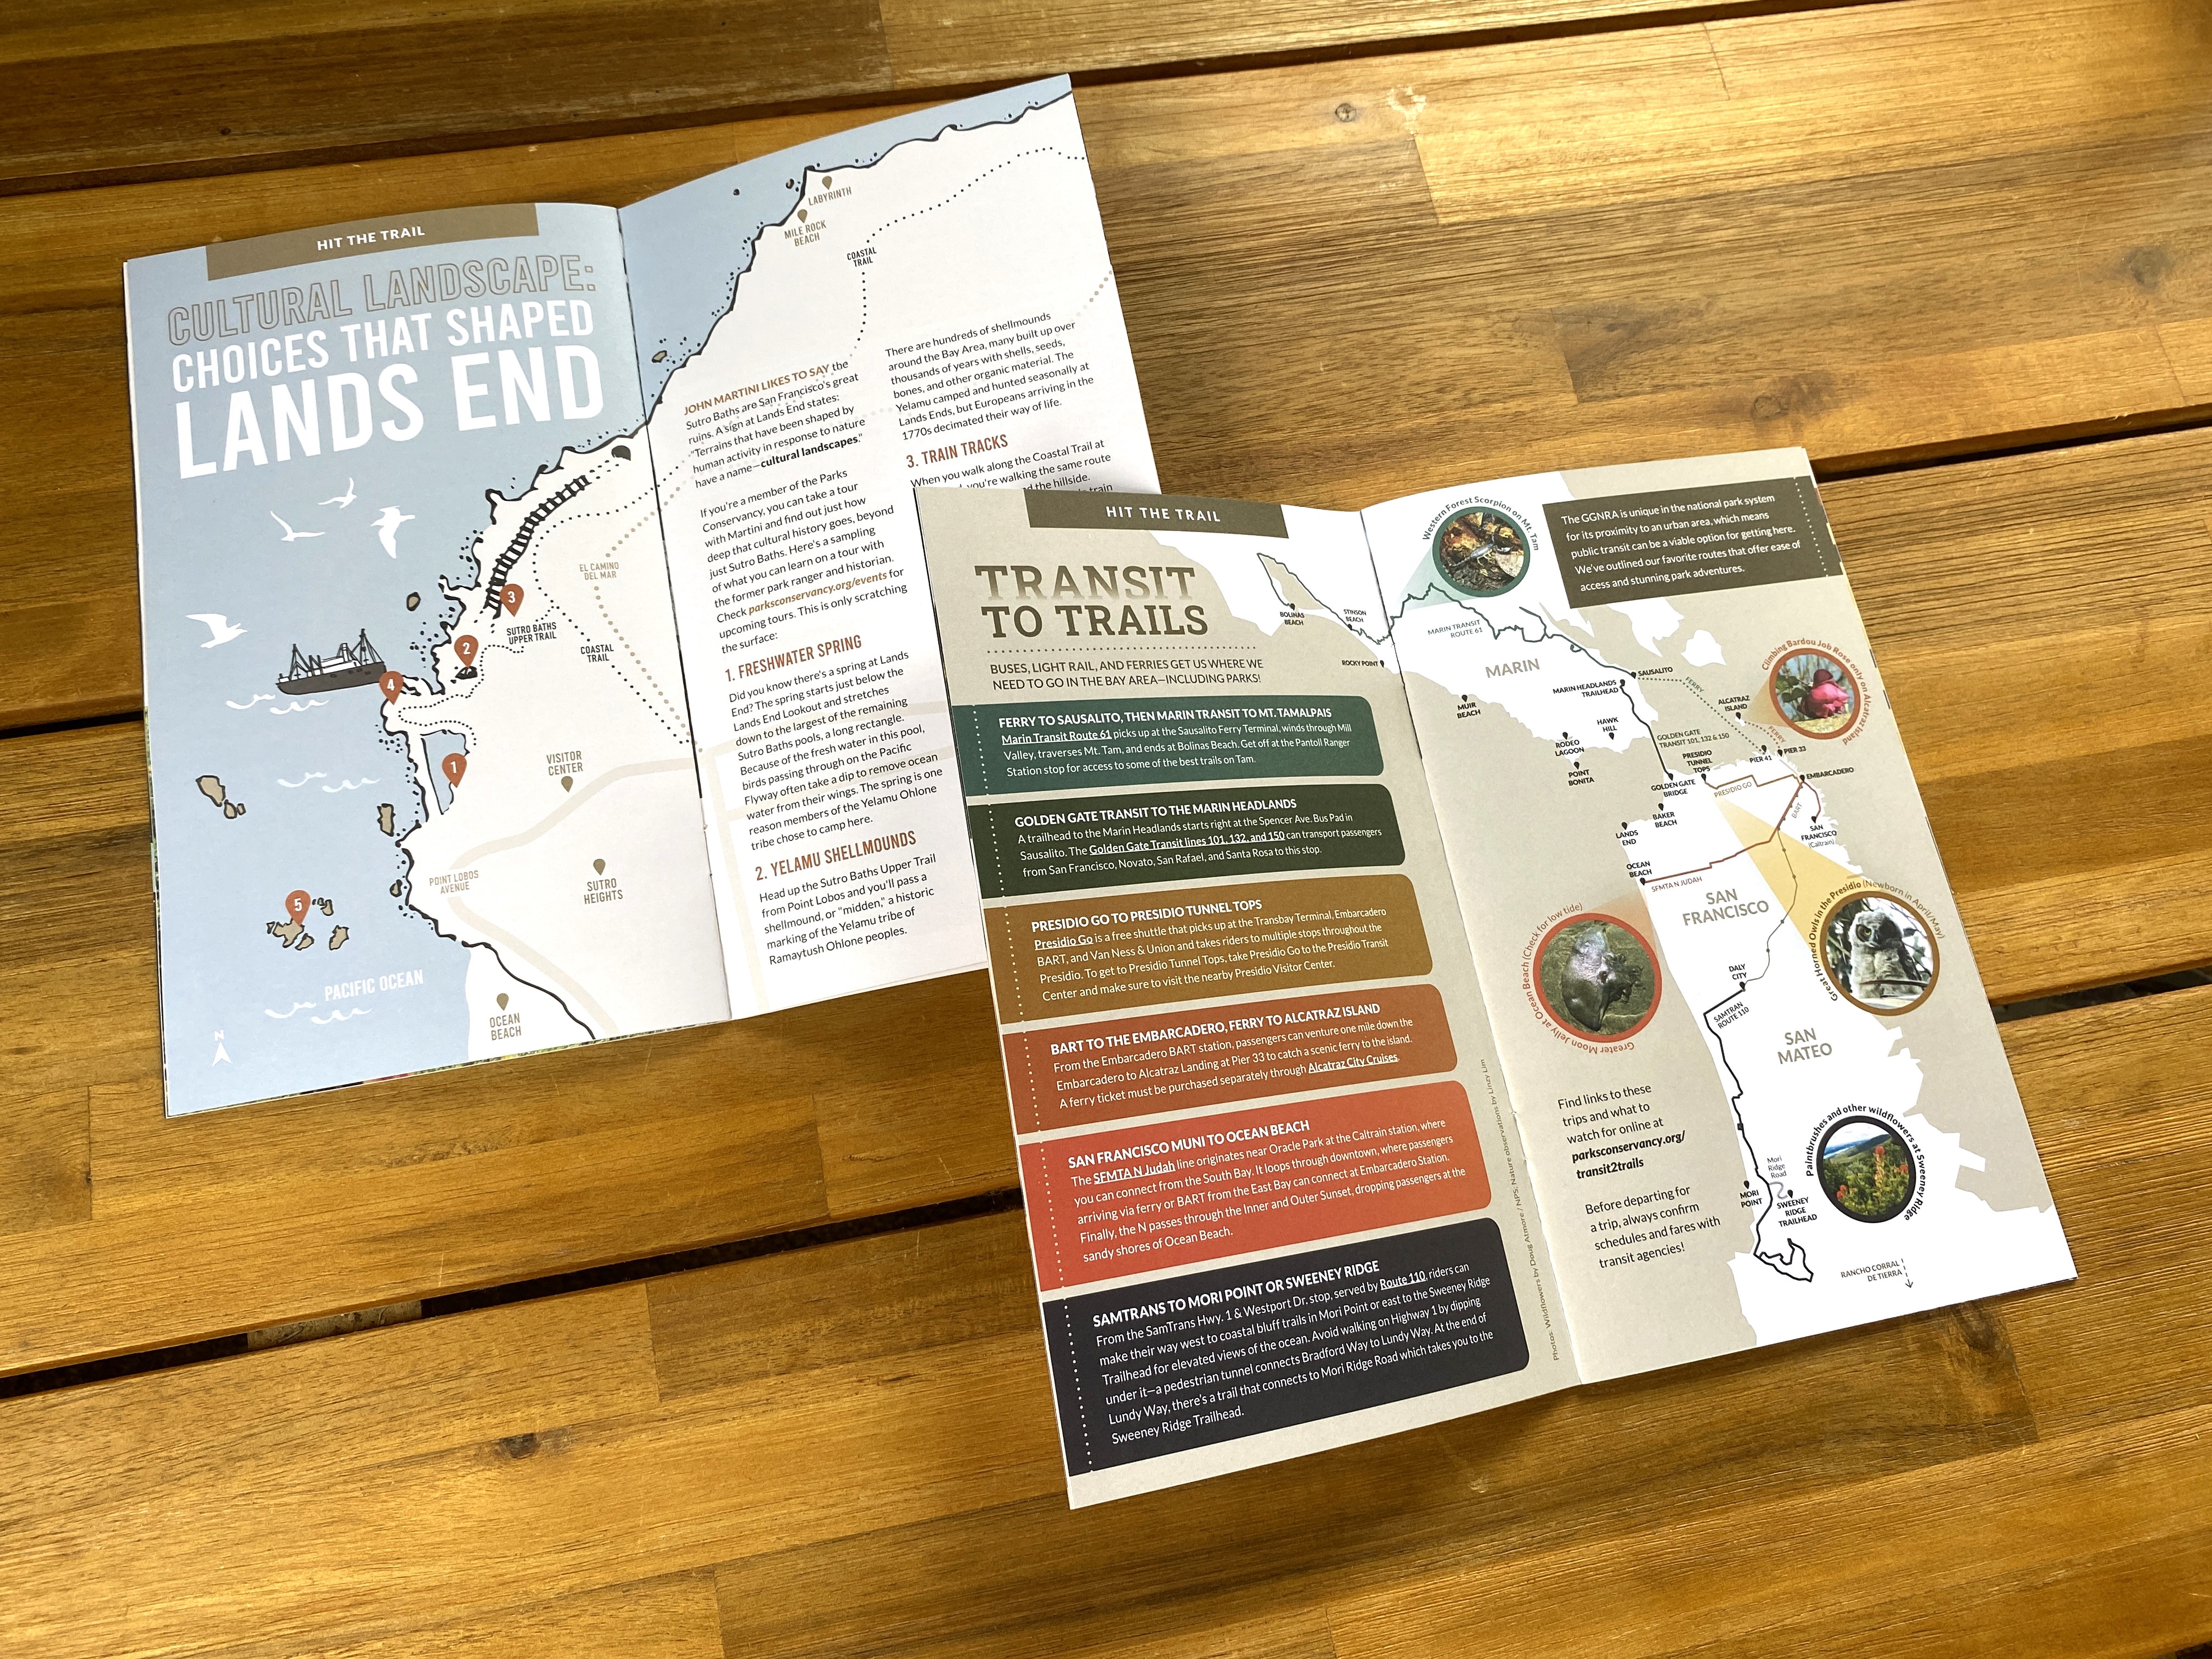 HIT THE TRAIL
CULTURAL LANDSCAPE:
CHOICES THAT SHAPED
LANDS END
LABYRINTH
MILE ROCK
BEACH
COASTAL
TRAIL
EL CAMINO
DEL MAR
3
SUTRO BATHS
UPPER TRAIL
2
COASTAL
TRAIL
4
1
VISITOR
CENTER
POINT LOBOS
AVENUE
SUTRO
HEIGHTS
5
PACIFIC OCEAN
OCEAN
BEACH
N
JOHN MARTINI LIKES TO SAY the
Sutro Baths are San Francisco's great
ruins. A sign at Lands End states:
"Terrains that have been shaped by
human activity in response to nature
have a name—cultural landscapes."
If you're a member of the Parks
Conservancy, you can take a tour
with Martini and find out just how
deep that cultural history goes, beyond
just Sutro Baths. Here's a sampling
of what you can learn on a tour with
the former park ranger and historian.
Check parksconservancy.org/events for
upcoming tours. This is only scratching
the surface:
1. FRESHWATER SPRING
Did you know there's a spring at Lands
End? The spring starts just below the
Lands End Lookout and stretches
down to the largest of the remaining
Sutro Baths pools, a long rectangle.
Because of the fresh water in this pool,
birds passing through on the Pacific
Flyway often take a dip to remove ocean
water from their wings. The spring is one
reason members of the Yelamu Ohlone
tribe chose to camp here.
2. YELAMU SHELLMOUNDS
Head up the Sutro Baths Upper Trail
from Point Lobos and you'll pass a
shellmound, or "midden," a historic
marking of the Yelamu tribe of
Ramaytush Ohlone peoples.
There are hundreds of shellmounds
around the Bay Area, many built up over
thousands of years with shells, seeds,
bones, and other organic material. The
Yelamu camped and hunted seasonally at
Lands Ends, but Europeans arriving in the
1770s decimated their way of life.
3. TRAIN TRACKS
When you walk along the Coastal Trail at
you're walking the same route
the hillside.
train
HIT THE TRAIL
TRANSIT
TO TRAILS
BUSES, LIGHT RAIL, AND FERRIES GET US WHERE WE
NEED TO GO IN THE BAY AREA—INCLUDING PARKS!
FERRY TO SAUSALITO, THEN MARIN TRANSIT TO MT. TAMALPAIS
Marin Transit Route 61 picks up at the Sausalito Ferry Terminal, winds through Mill
Valley, traverses Mt. Tam, and ends at Bolinas Beach. Get off at the Pantoll Ranger
Station stop for access to some of the best trails on Tam.
GOLDEN GATE TRANSIT TO THE MARIN HEADLANDS
A trailhead to the Marin Headlands starts right at the Spencer Ave. Bus Pad in
Sausalito. The Golden Gate Transit lines 101, 132, and 150 can transport passengers
from San Francisco, Novato, San Rafael, and Santa Rosa to this stop.
PRESIDIO GO TO PRESIDIO TUNNEL TOPS
Presidio Go is a free shuttle that picks up at the Transbay Terminal, Embarcadero
BART, and Van Ness & Union and takes riders to multiple stops throughout the
Presidio. To get to Presidio Tunnel Tops, take Presidio Go to the Presidio Transit
Center and make sure to visit the nearby Presidio Visitor Center.
BART TO THE EMBARCADERO, FERRY TO ALCATRAZ ISLAND
From the Embarcadero BART station, passengers can venture one mile down the
Embarcadero to Alcatraz Landing at Pier 33 to catch a scenic ferry to the island.
A ferry ticket must be purchased separately through Alcatraz City Cruises.
SAN FRANCISCO MUNI TO OCEAN BEACH
The SFMTA N Judah line originates near Oracle Park at the Caltrain station, where
you can connect from the South Bay. It loops through downtown, where passengers
arriving via ferry or BART from the East Bay can connect at Embarcadero Station.
Finally, the N passes through the Inner and Outer Sunset, dropping passengers at the
sandy shores of Ocean Beach.
SAMTRANS TO MORI POINT OR SWEENEY RIDGE
From the SamTrans Hwy. 1 & Westport Dr. stop, served by Route 110, riders can
make their way west to coastal bluff trails in Mori Point or east to the Sweeney Ridge
Trailhead for elevated views of the ocean. Avoid walking on Highway 1 by dipping
under it—a pedestrian tunnel connects Bradford Way to Lundy Way. At the end of
Lundy Way, there's a trail that connects to Mori Ridge Road which takes you to the
Sweeney Ridge Trailhead.
Photos: Wildflowers by Doug Atmore / NPS; Nature observations by Linzy Lim
Western Forest Scorpion on Mt. Tam
The GGNRA is unique in the national park system
for its proximity to an urban area, which means
public transit can be a viable option for getting here.
We've outlined our favorite routes that offer ease of
access and stunning park adventures.
BOLINAS
BEACH
STINSON
BEACH
ROCKY POINT
MARIN TRANSIT
ROUTE 61
MARIN
MUIR
BEACH
SAUSALITO
MARIN HEADLANDS
TRAILHEAD
FERRY
ALCATRAZ
ISLAND
Climbing Bardou Job Rose only on Alcatraz Island
HAWK
HILL
RODEO
LAGOON
POINT
BONITA
GOLDEN GATE
TRANSIT 101, 132 & 150
PRESIDIO
TUNNEL
TOPS
FERRY
PIER 41
PIER 33
GOLDEN GATE
BRIDGE
PRESIDIO GO
EMBARCADERO
BART
BAKER
BEACH
LANDS
END
SAN
FRANCISCO
(Caltrain)
OCEAN
BEACH
SFMTA N JUDAH
SAN
FRANCISCO
Great Horned Owls in the Presidio (Newborn in April/May)
Greater Moon Jelly at Ocean Beach (Check for low tide)
DALY
CITY
SAMTRAN
ROUTE 110
SAN
MATEO
Find links to these
trips and what to
watch for online at
parksconservancy.org/
transit2trails
Before departing for
a trip, always confirm
schedules and fares with
transit agencies!
Paintbrushes and other wildflowers at Sweeney Ridge
Mori
Ridge
Road
MORI
POINT
SWEENEY
RIDGE
TRAILHEAD
RANCHO CORRAL
DE TIERRA